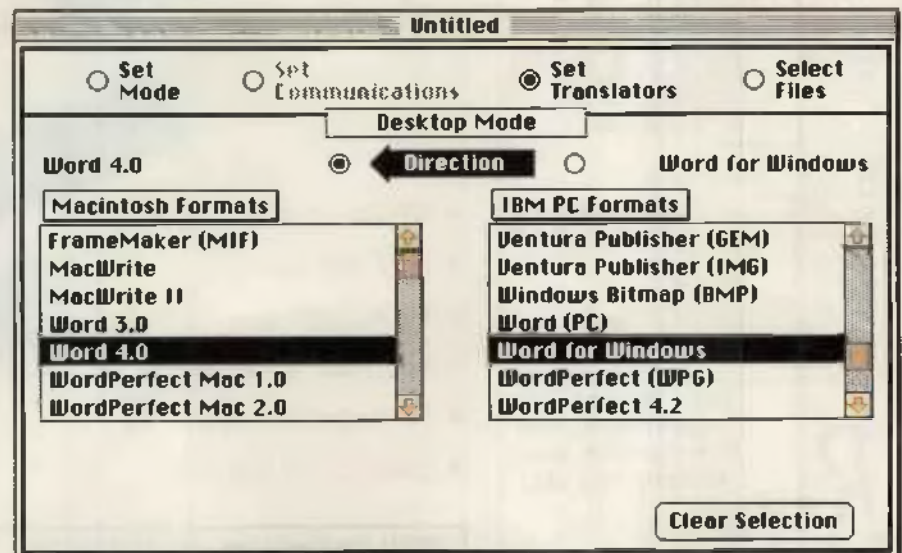 Untitled
Set Mode
Set Communications
Set Translators
Select Files
Desktop Mode
Word 4.0
Direction
Word for Windows
Macintosh Formats
FrameMaker (MIF)
MacWrite
MacWrite II
Word 3.0
Word 4.0
WordPerfect Mac 1.0
WordPerfect Mac 2.0
IBM PC Formats
Ventura Publisher (GEM)
Ventura Publisher (IMG)
Windows Bitmap (BMP)
Word (PC)
Word for Windows
WordPerfect (WPG)
WordPerfect 4.2
Clear Selection